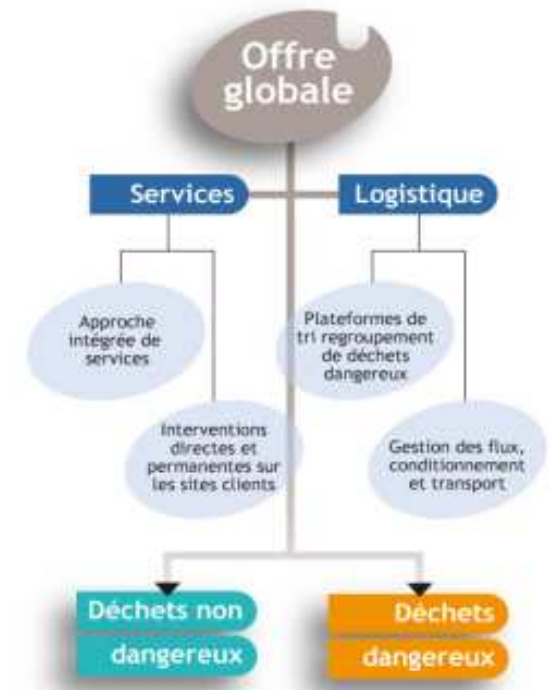 Offre
globale
Services
Logistique
Approche
intégrée de
services
Plateformes de
tri regroupement
de déchets
dangereux
Interventions
directes et
permanentes sur
les sites clients
Gestion des flux,
conditionnement
et transport
Déchets non
dangereux
Déchets
dangereux